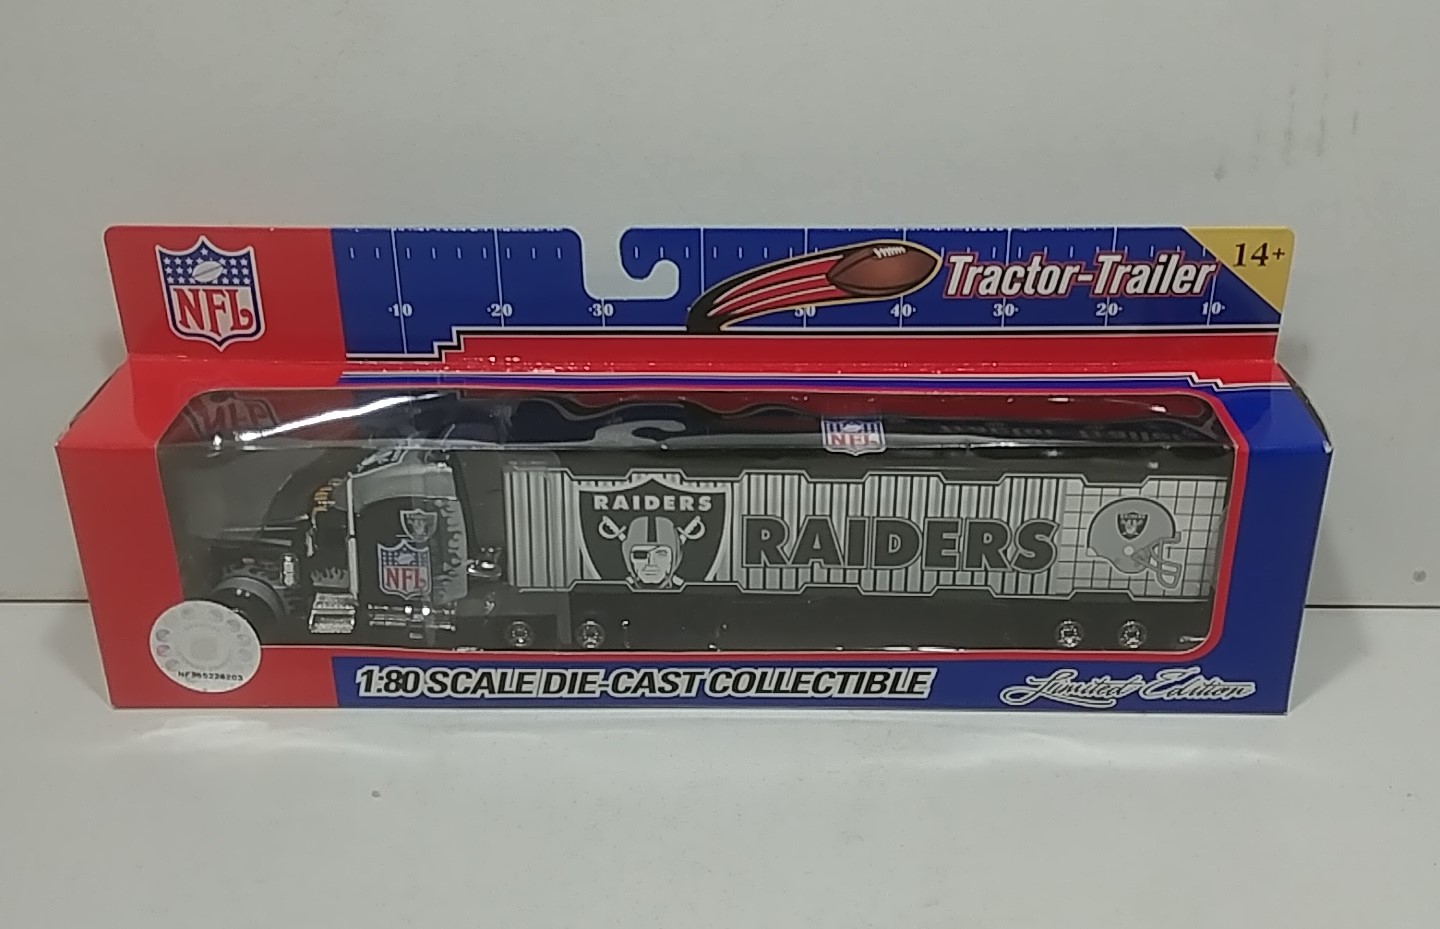 NFL
Tractor-Trailer
14+
·10 ·20 ·30 50 40· 30· 20· 10·
NFL
RAIDERS
RAIDERS
NFL
1:80 SCALE DIE-CAST COLLECTIBLE
Limited Edition